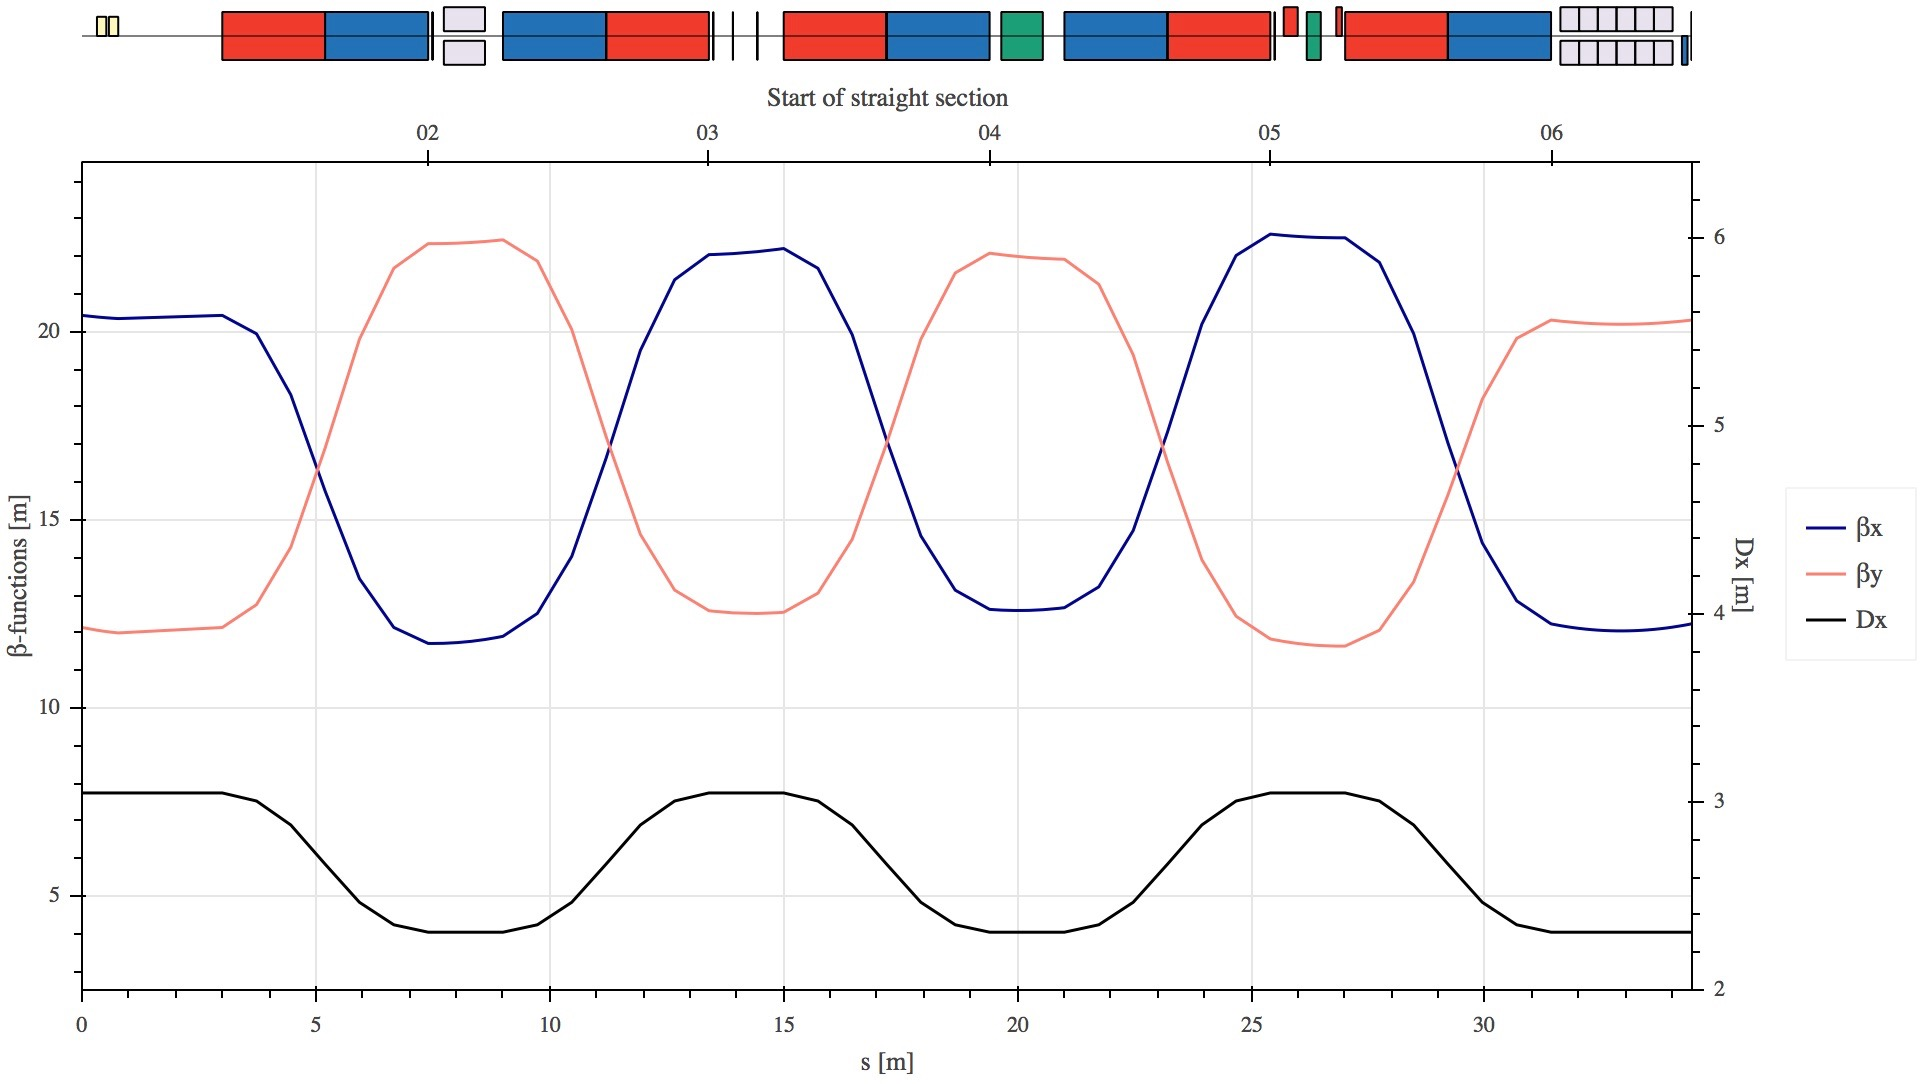 Start of straight section
02 03 04 05 06
20
15
10
5
6
5
4
3
2
β-functions [m]
Dx [m]
βx
βy
Dx
0 5 10 15 20 25 30
s [m]